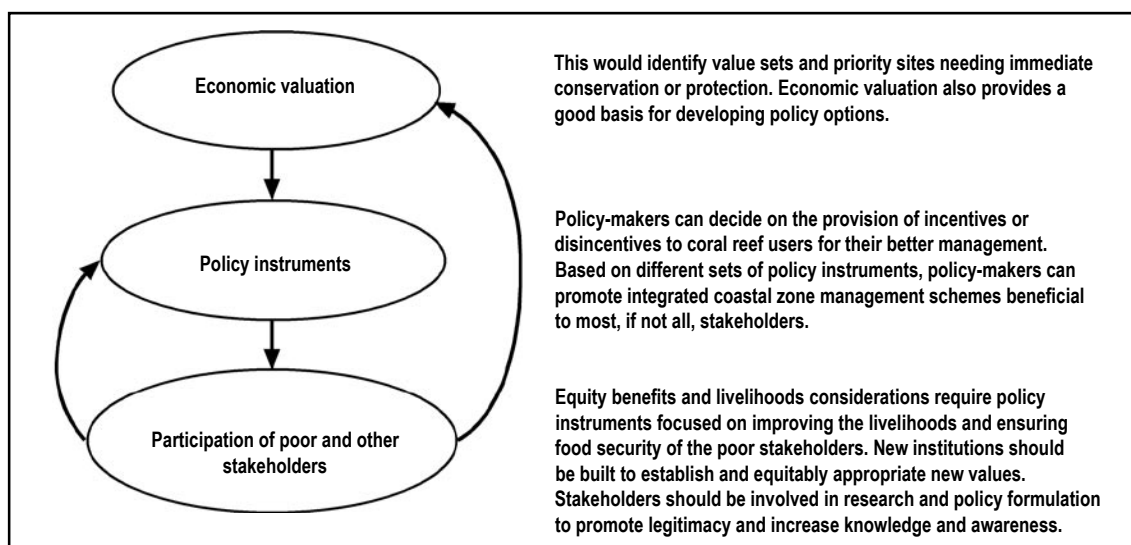 Economic valuation
This would identify value sets and priority sites needing immediate
conservation or protection. Economic valuation also provides a
good basis for developing policy options.
Policy instruments
Policy-makers can decide on the provision of incentives or
disincentives to coral reef users for their better management.
Based on different sets of policy instruments, policy-makers can
promote integrated coastal zone management schemes beneficial
to most, if not all, stakeholders.
Participation of poor and other
stakeholders
Equity benefits and livelihoods considerations require policy
instruments focused on improving the livelihoods and ensuring
food security of the poor stakeholders. New institutions should
be built to establish and equitably appropriate new values.
Stakeholders should be involved in research and policy formulation
to promote legitimacy and increase knowledge and awareness.